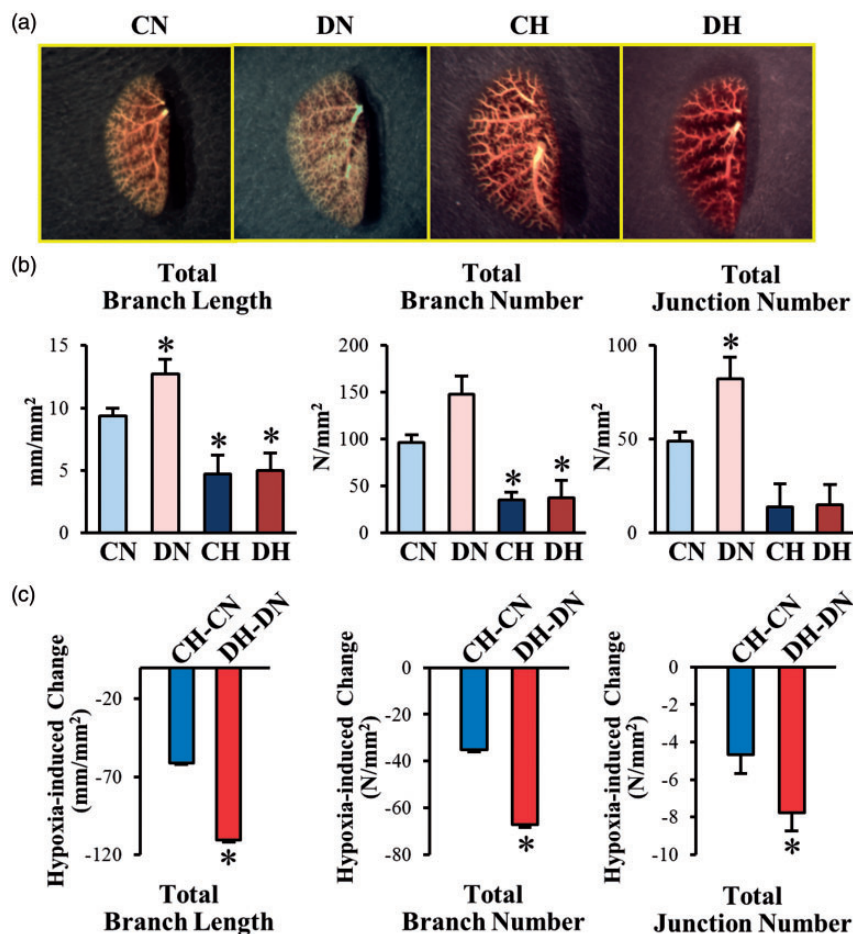 (a)
CN DN CH DH
(b)
Total
Branch Length
Total
Branch Number
Total
Junction Number
mm/mm²
15
10
5
0
*
*
*
CN DN CH DH
N/mm²
200
150
100
50
0
*
*
CN DN CH DH
N/mm²
100
50
0
*
CN DN CH DH
(c)
Hypoxia-induced Change
(mm/mm²)
CH-CN
DH-DN
-20
-70
-120
*
Total
Branch Length
Hypoxia-induced Change
(N/mm²)
CH-CN
DH-DN
0
-20
-40
-60
-80
*
Total
Branch Number
Hypoxia-induced Change
(N/mm²)
CH-CN
DH-DN
0
-2
-4
-6
-8
-10
*
Total
Junction Number